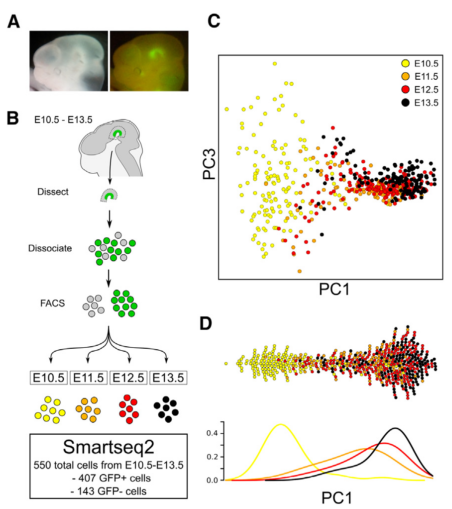 A
B
E10.5 - E13.5
Dissect
Dissociate
FACS
E10.5 E11.5 E12.5 E13.5
Smartseq2
550 total cells from E10.5-E13.5
- 407 GFP+ cells
- 143 GFP- cells
C
E10.5
E11.5
E12.5
E13.5
PC3
PC1
D
0.4
0.2
0.0
PC1